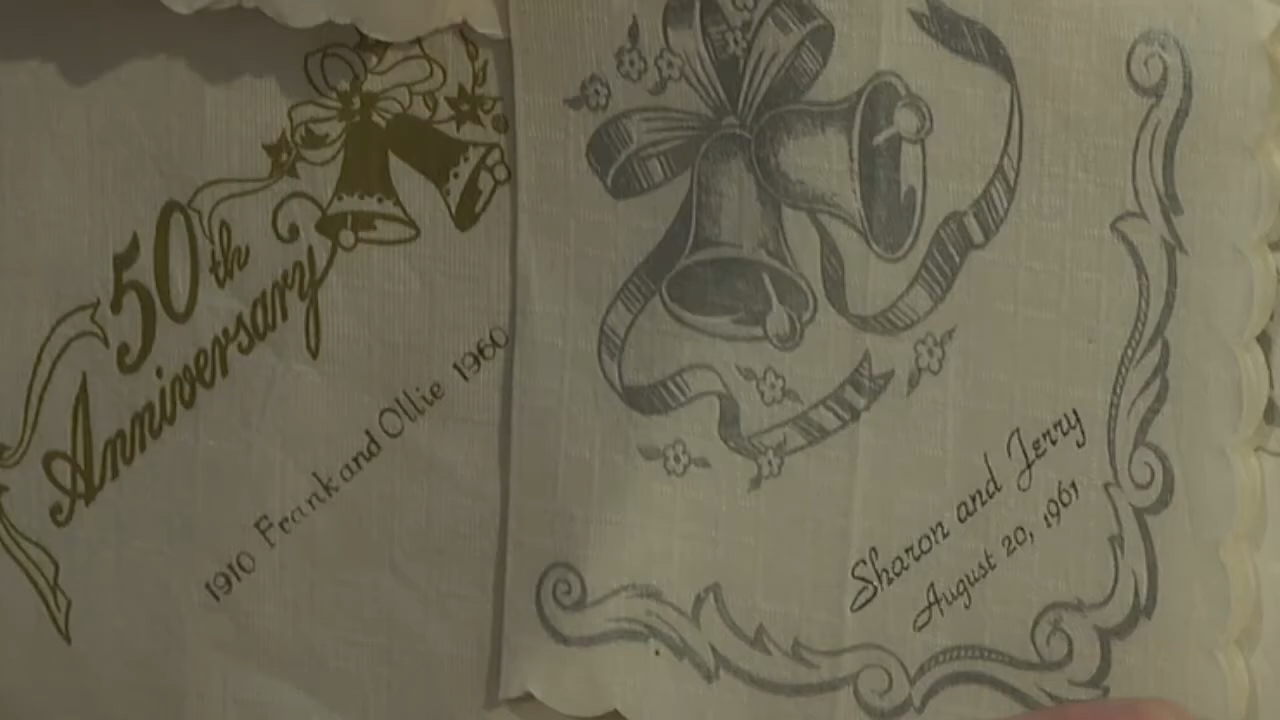 50th
Anniversary
1910 Frank and Ollie 1960
Sharon and Jerry
August 20, 1961